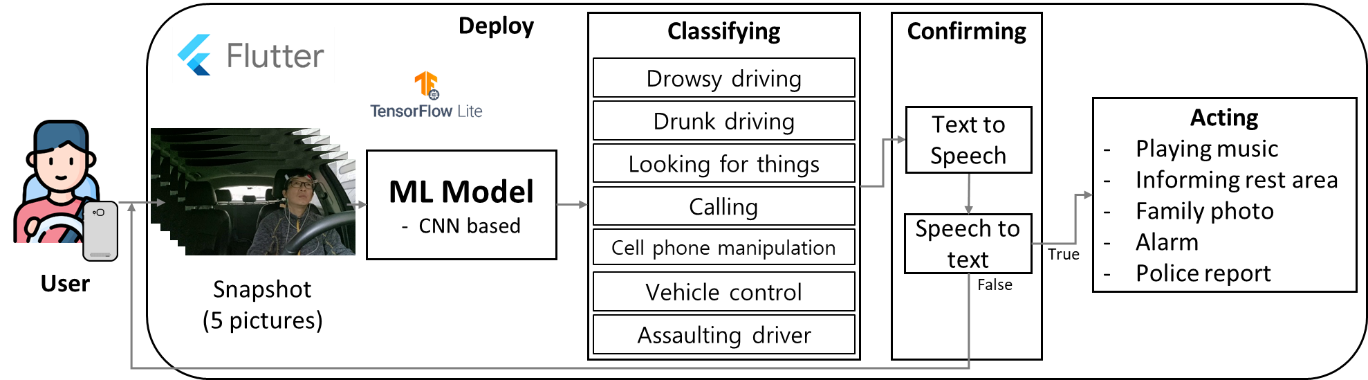 Flutter
Deploy
TensorFlow Lite
User
Snapshot
(5 pictures)
ML Model
- CNN based
Classifying
Drowsy driving
Drunk driving
Looking for things
Calling
Cell phone manipulation
Vehicle control
Assaulting driver
Confirming
Text to
Speech
Speech to
text
True
False
Acting
- Playing music
- Informing rest area
- Family photo
- Alarm
- Police report